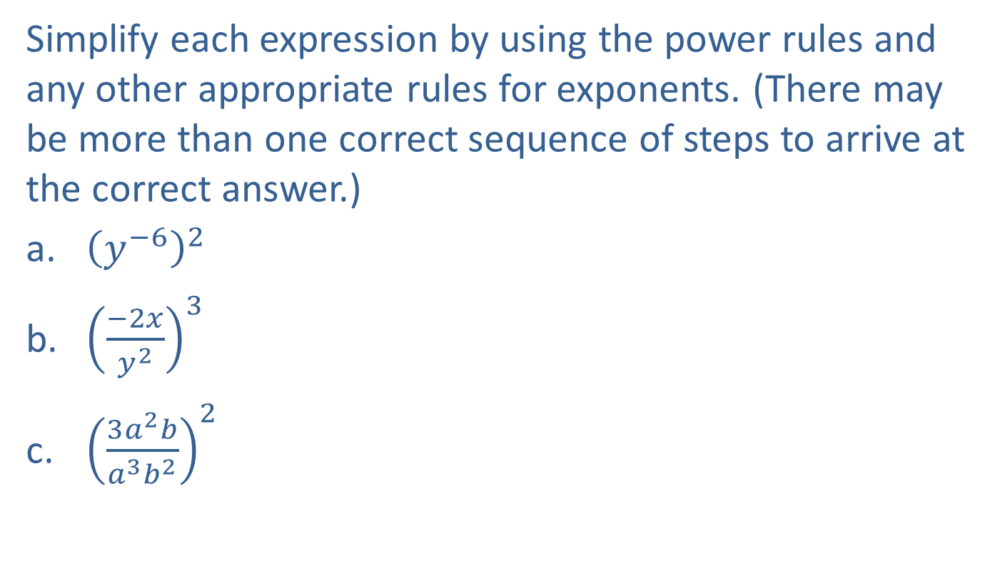 Simplify each expression by using the power rules and
any other appropriate rules for exponents. (There may
be more than one correct sequence of steps to arrive at
the correct answer.)
a. $(y^{-6})^2$
b. $\left(\frac{-2x}{y^2}\right)^3$
c. $\left(\frac{3a^2b}{a^3b^2}\right)^2$